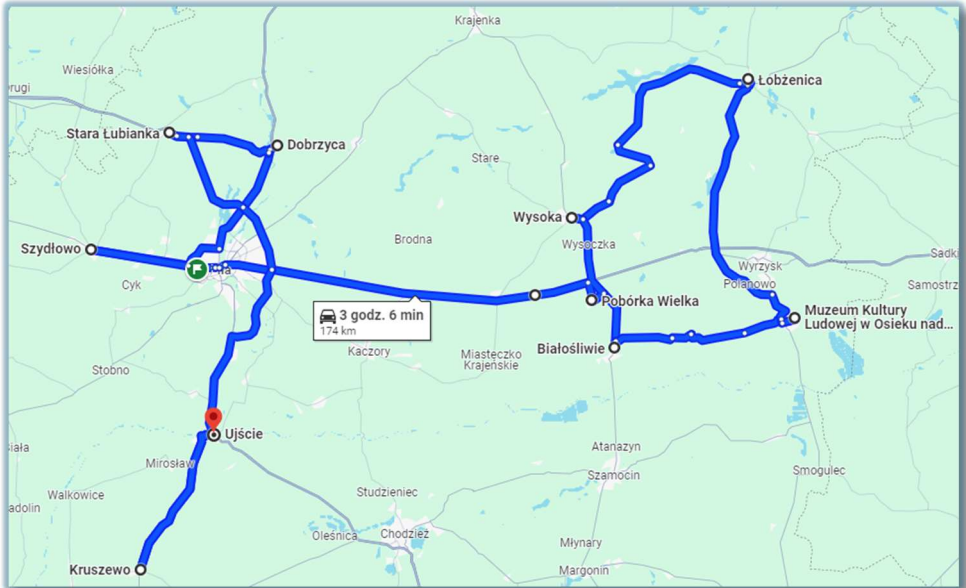 Krajenka
Wiesiółka
Łobżenica
Stara Łubianka
Dobrzyca
Stare
Wysoka
Szydłowo
Brodna
Wysoczka
Wyrzysk
Polanowo
Cyk
Samostrz
Pobórka Wielka
3 godz. 6 min
174 km
Muzeum Kultury
Ludowej w Osieku nad...
Białośliwie
Kaczory
Miasteczko
Krajeńskie
Stobno
Ujście
Atanazyn
Mirosław
Szamocin
Smogulec
Walkowice
Studzieniec
Oleśnica
Chodzież
Młynary
Kruszewo
Margonin